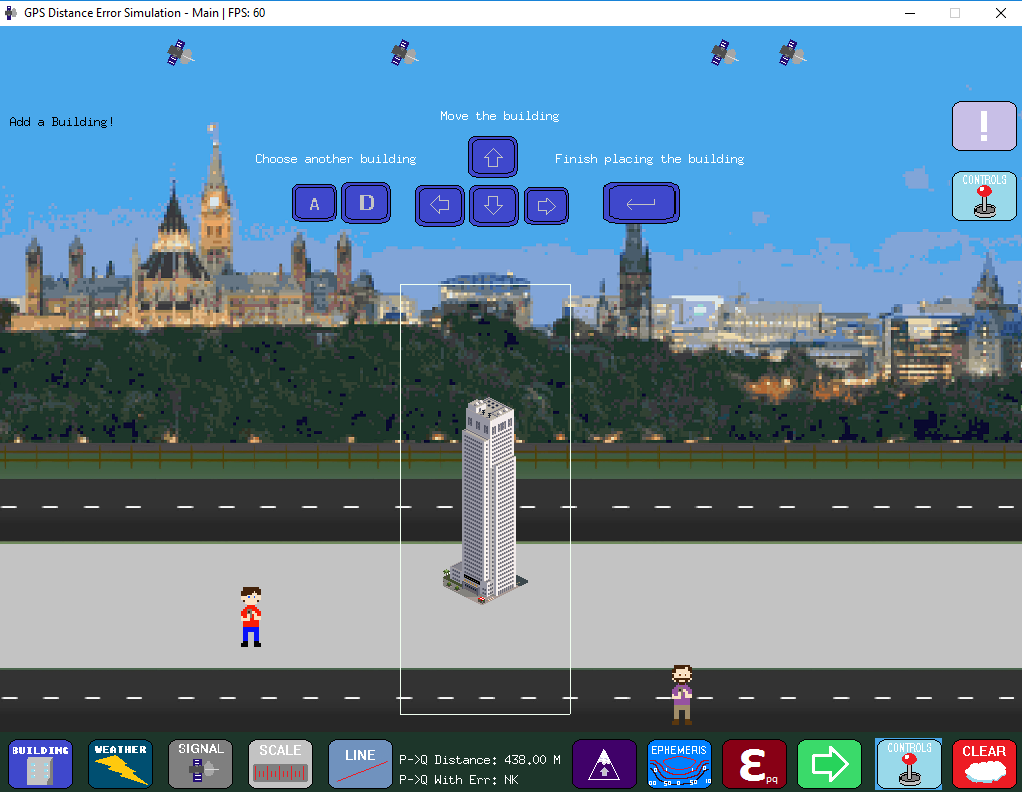 GPS Distance Error Simulation - Main | FPS: 60
Move the building
Add a Building!
!
Choose another building
Finish placing the building
CONTROLS
A D
BUILDING
WEATHER
SIGNAL
SCALE
LINE
P->Q Distance: 438.00 M
P->Q With Err: NK
EPHEMERIS
ε pq
CONTROLS
CLEAR